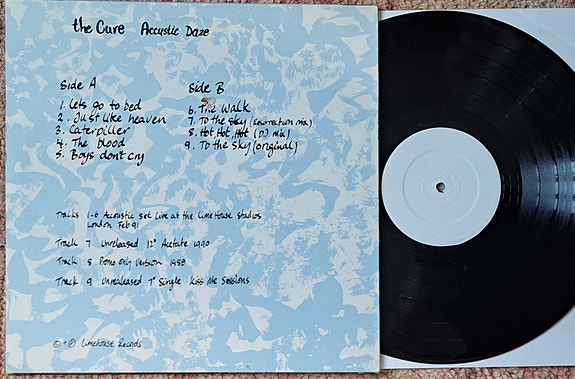 the Cure Accustic Daze
Side A
1. Lets go to bed
2. Just like heaven
3. Caterpiller
4. The blood
5. Boys don't cry
Side B
6. The Walk
7. To the sky (resurrection mix)
8. Hot, Hot, Hot (DJ. mix)
9. To the sky (original)
Tracks 1-6 Acoustic Set Live at the LimeHouse Studios
London Feb 91
Track 7 Unreleased 12" Acetate 1990
Track 8 Promo Only Version 1988
Track 9 Unrealeased 7" Single Kiss Me Sessions
© + ℗ Limehouse Records